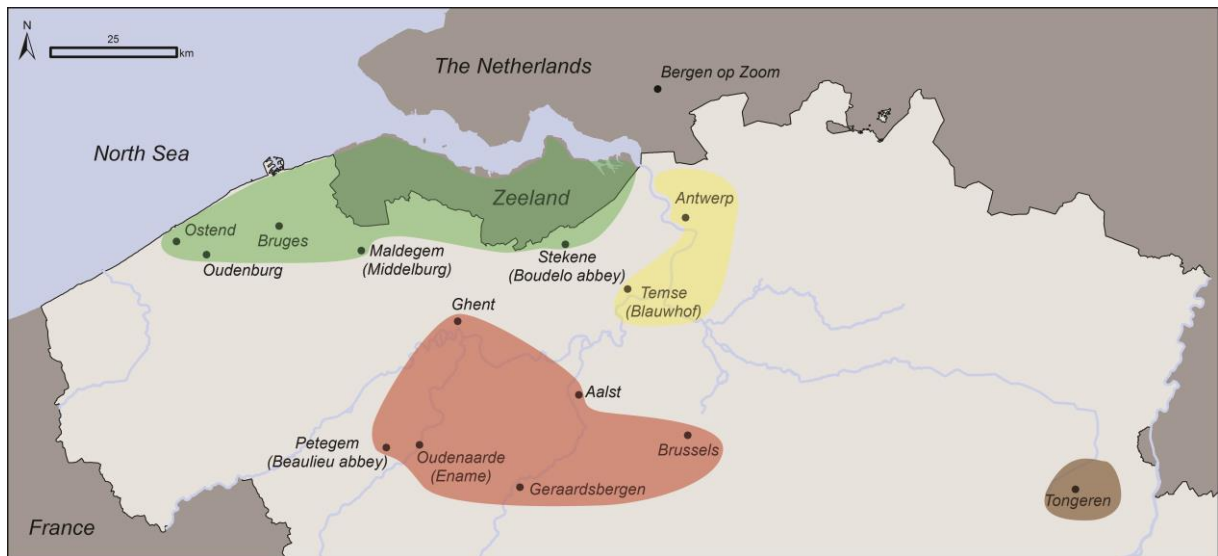 N
25
km
The Netherlands
Bergen op Zoom
North Sea
Zeeland
Antwerp
Ostend
Bruges
Oudenburg
Maldegem
(Middelburg)
Stekene
(Boudelo abbey)
Temse
(Blauwhof)
Ghent
Aalst
Petegem
(Beaulieu abbey)
Oudenaarde
(Ename)
Brussels
Geraardsbergen
Tongeren
France